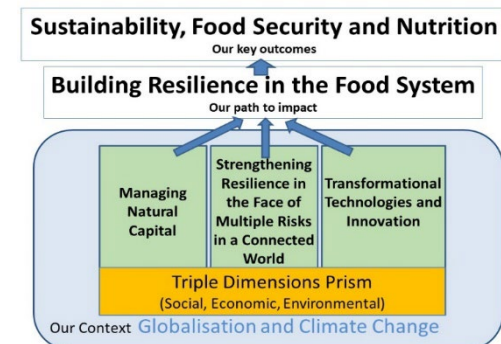 Sustainability, Food Security and Nutrition
Our key outcomes
Building Resilience in the Food System
Our path to impact
Managing
Natural
Capital
Strengthening
Resilience in
the Face of
Multiple Risks
in a Connected
World
Transformational
Technologies and
Innovation
Triple Dimensions Prism
(Social, Economic, Environmental)
Our Context Globalisation and Climate Change